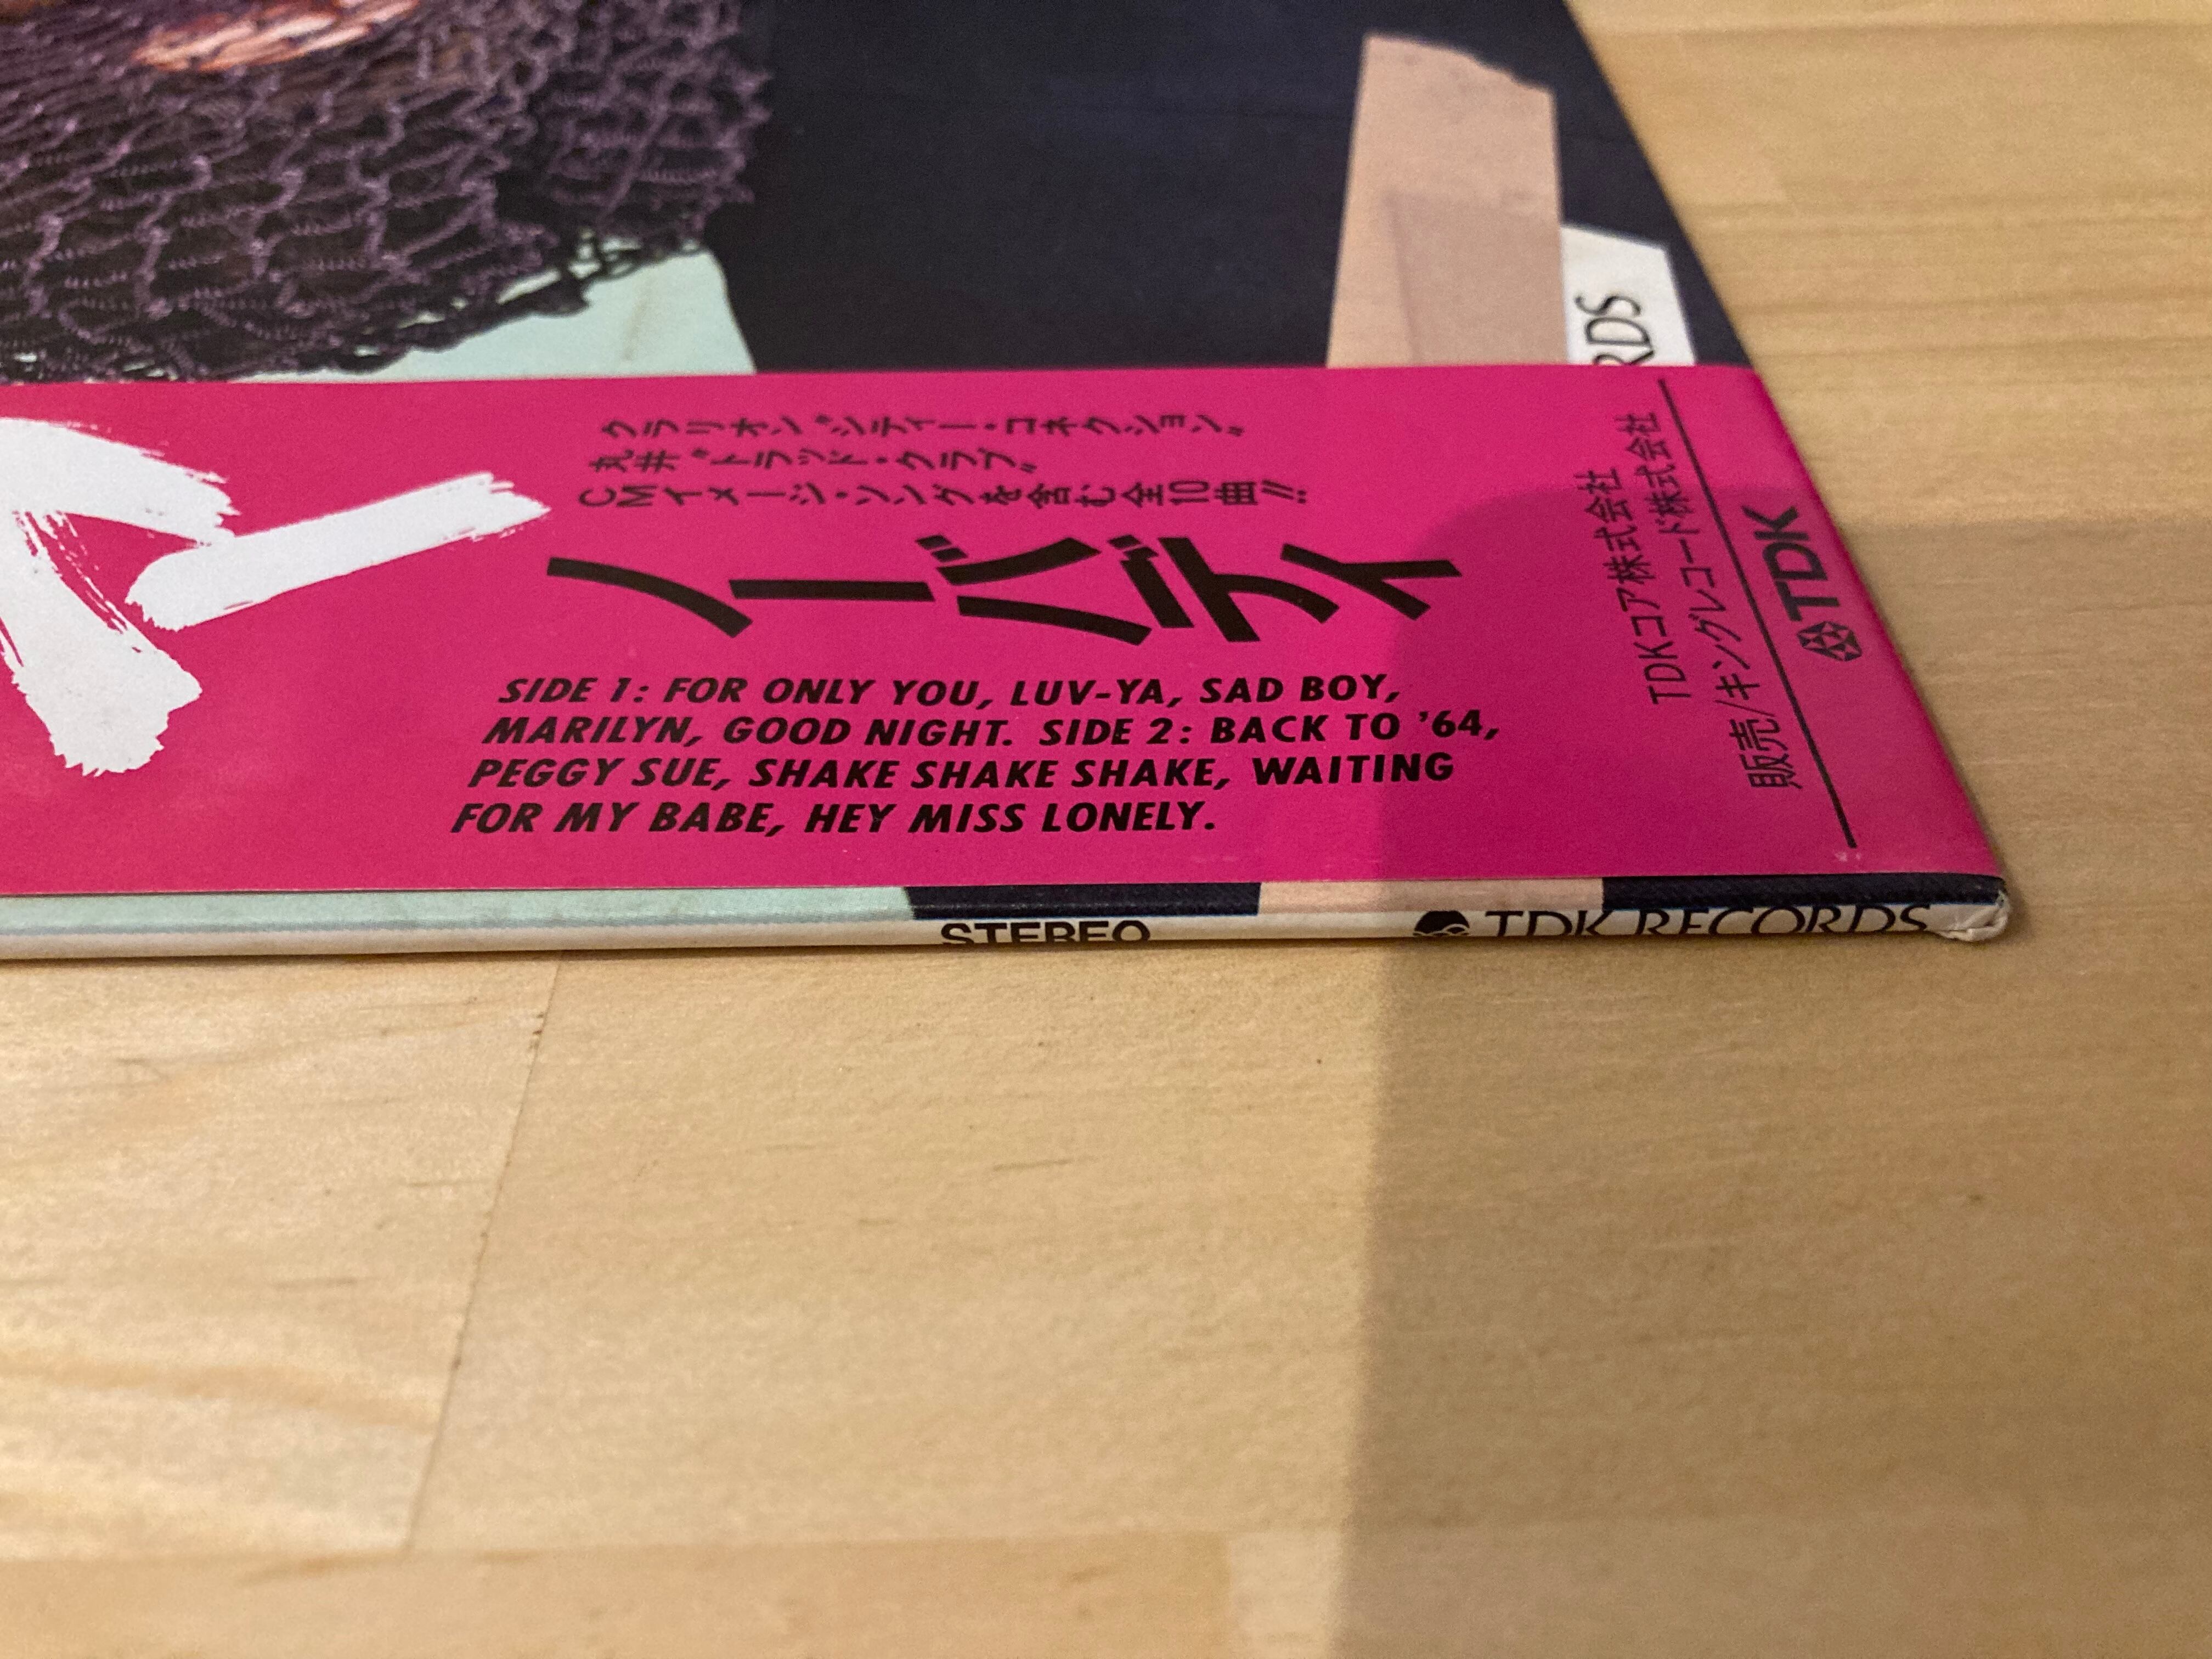 クラリオン“シティー・コネクション”
丸井“トラッド・クラブ”
CMイメージ・ソングを含む全10曲!!
ノーバディ
SIDE 1: FOR ONLY YOU, LUV-YA, SAD BOY,
MARILYN, GOOD NIGHT. SIDE 2: BACK TO '64,
PEGGY SUE, SHAKE SHAKE SHAKE, WAITING
FOR MY BABE, HEY MISS LONELY.
TDKコア株式会社
販売/キングレコード株式会社
TDK
STEREO
TDK RECORDS